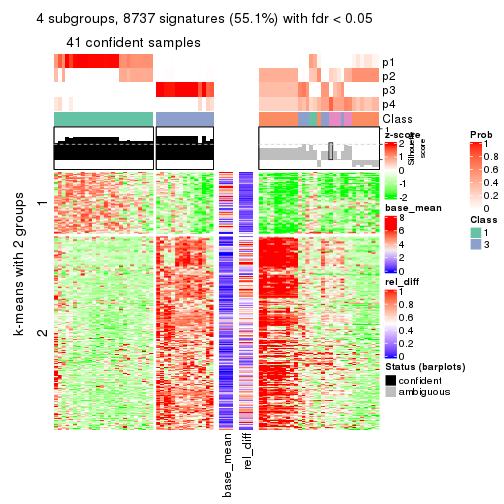 4 subgroups, 8737 signatures (55.1%) with fdr < 0.05
41 confident samples
p1
p2
p3
p4
Class
1
Silhouette
score
k-means with 2 groups
1
2
base_mean
rel_diff
z-score
2
1
0
-2
base_mean
8
6
4
2
0
rel_diff
1
0.8
0.6
0.4
0.2
0
Status (barplots)
confident
ambiguous
Prob
1
0.8
0.6
0.4
0.2
0
Class
1
3